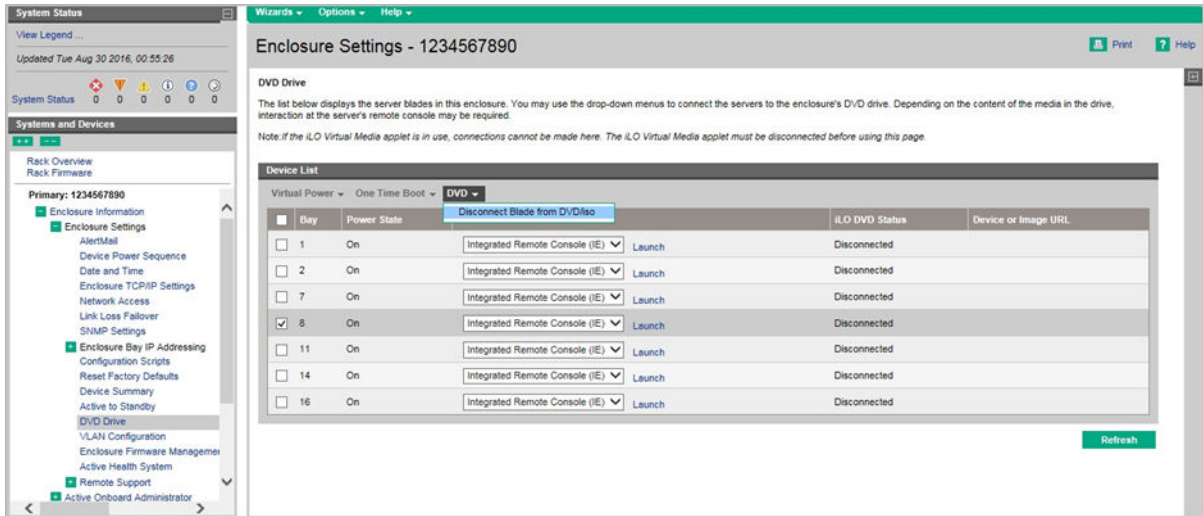 System Status
View Legend ...
Updated Tue Aug 30 2016, 00:55:26
System Status 0 0 0 0 0 0
Systems and Devices
Rack Overview
Rack Firmware
Primary: 1234567890
Enclosure Information
Enclosure Settings
AlertMail
Device Power Sequence
Date and Time
Enclosure TCP/IP Settings
Network Access
Link Loss Failover
SNMP Settings
Enclosure Bay IP Addressing
Configuration Scripts
Reset Factory Defaults
Device Summary
Active to Standby
DVD Drive
VLAN Configuration
Enclosure Firmware Managemen
Active Health System
Remote Support
Active Onboard Administrator
Wizards Options Help
Enclosure Settings - 1234567890
Print
? Help
DVD Drive
The list below displays the server blades in this enclosure. You may use the drop-down menus to connect the servers to the enclosure's DVD drive. Depending on the content of the media in the drive,
interaction at the server's remote console may be required.
Note:If the iLO Virtual Media applet is in use, connections cannot be made here. The iLO Virtual Media applet must be disconnected before using this page.
Device List
Virtual Power One Time Boot DVD
Disconnect Blade from DVD/iso
Bay Power State iLO DVD Status Device or Image URL
1 On Integrated Remote Console (IE) Launch Disconnected
2 On Integrated Remote Console (IE) Launch Disconnected
7 On Integrated Remote Console (IE) Launch Disconnected
8 On Integrated Remote Console (IE) Launch Disconnected
11 On Integrated Remote Console (IE) Launch Disconnected
14 On Integrated Remote Console (IE) Launch Disconnected
16 On Integrated Remote Console (IE) Launch Disconnected
Refresh